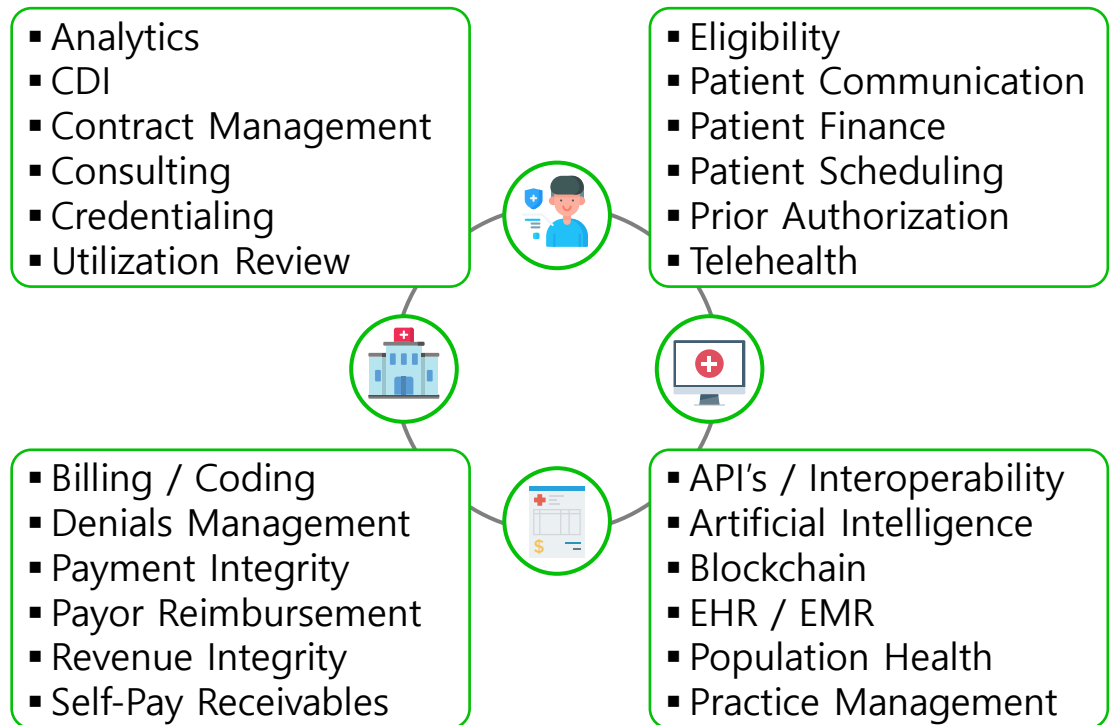 ▪ Analytics
▪ CDI
▪ Contract Management
▪ Consulting
▪ Credentialing
▪ Utilization Review
▪ Eligibility
▪ Patient Communication
▪ Patient Finance
▪ Patient Scheduling
▪ Prior Authorization
▪ Telehealth
▪ Billing / Coding
▪ Denials Management
▪ Payment Integrity
▪ Payor Reimbursement
▪ Revenue Integrity
▪ Self-Pay Receivables
$
▪ API’s / Interoperability
▪ Artificial Intelligence
▪ Blockchain
▪ EHR / EMR
▪ Population Health
▪ Practice Management